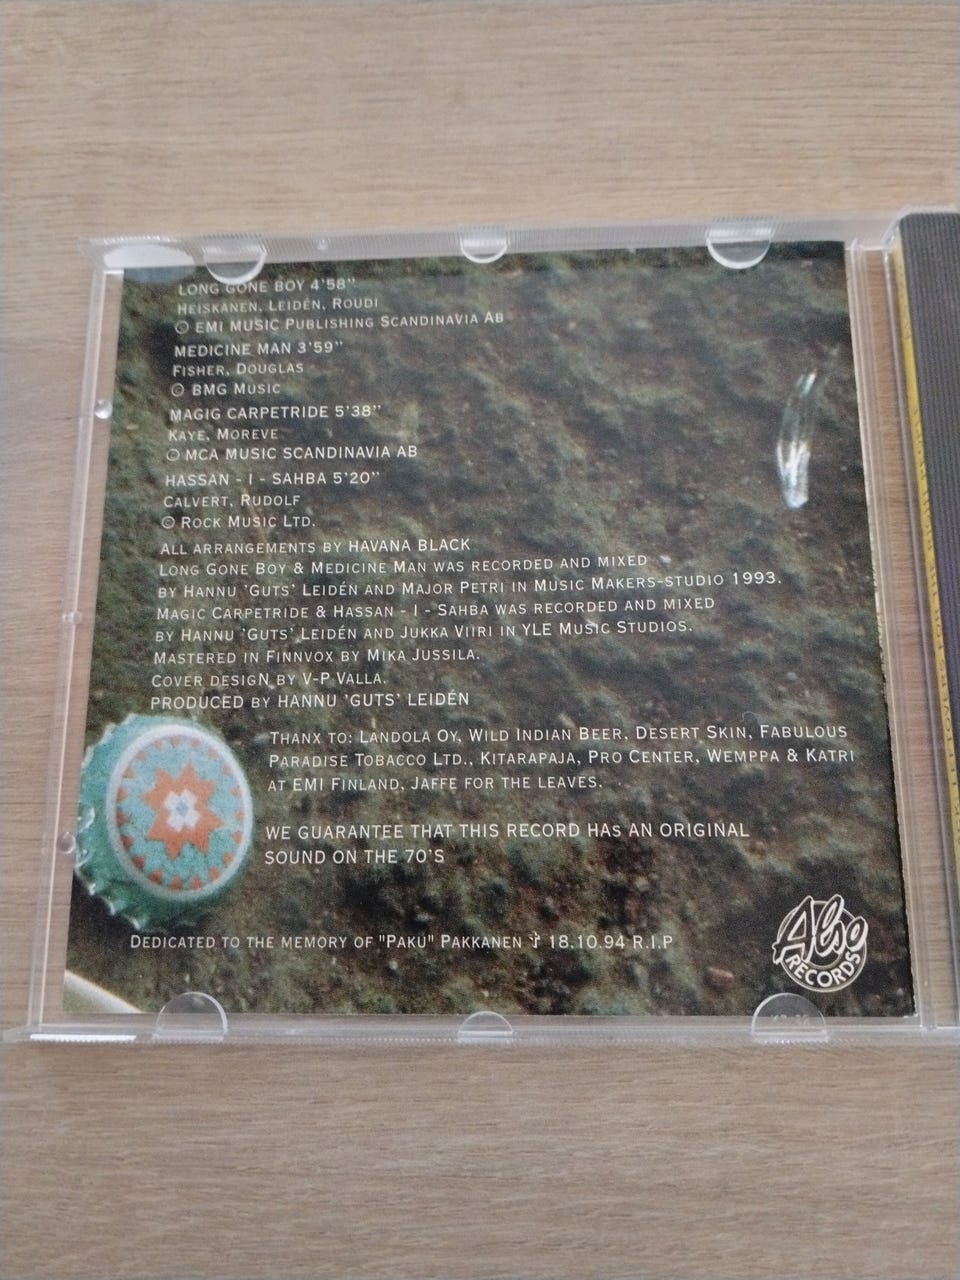 LONG GONE BOY 4'58"
HEISKANEN, LEIDÉN, ROUDI
© EMI MUSIC PUBLISHING SCANDINAVIA AB
MEDICINE MAN 3'59"
FISHER, DOUGLAS
© BMG MUSIC
MAGIG CARPETRIDE 5'38"
KAYE, MOREVE
© MCA MUSIC SCANDINAVIA AB
HASSAN - I - SAHBA 5'20"
CALVERT, RUDOLF
© ROCK MUSIC LTD.
ALL ARRANGEMENTS BY HAVANA BLACK
LONG GONE BOY & MEDICINE MAN WAS RECORDED AND MIXED
BY HANNU 'GUTS' LEIDÉN AND MAJOR PETRI IN MUSIC MAKERS-STUDIO 1993.
MAGIC CARPETRIDE & HASSAN - I - SAHBA WAS RECORDED AND MIXED
BY HANNU 'GUTS' LEIDÉN AND JUKKA VIIRI IN YLE MUSIC STUDIOS.
MASTERED IN FINNVOX BY MIKA JUSSILA.
COVER DESIGN BY V-P VALLA.
PRODUCED BY HANNU 'GUTS' LEIDÉN
THANX TO: LANDOLA OY, WILD INDIAN BEER, DESERT SKIN, FABULOUS
PARADISE TOBACCO LTD., KITARAPAJA, PRO CENTER, WEMPPA & KATRI
AT EMI FINLAND, JAFFE FOR THE LEAVES.
WE GUARANTEE THAT THIS RECORD HAS AN ORIGINAL
SOUND ON THE 70'S
DEDICATED TO THE MEMORY OF "PAKU" PAKKANEN ✝ 18.10.94 R.I.P
Also
RECORDS